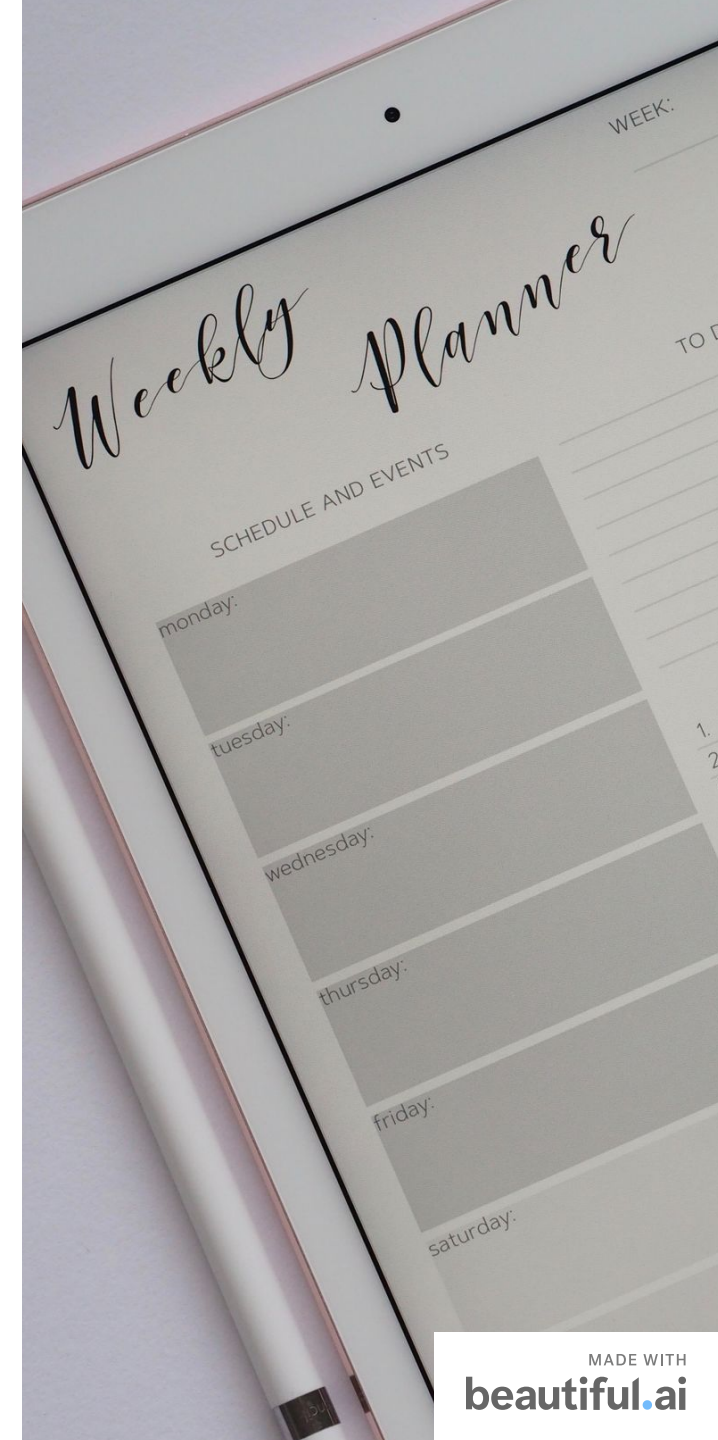 WEEK:
Weekly Planner
TO D
SCHEDULE AND EVENTS
monday:
tuesday:
wednesday:
thursday:
friday:
saturday:
1.
2
MADE WITH
beautiful.ai